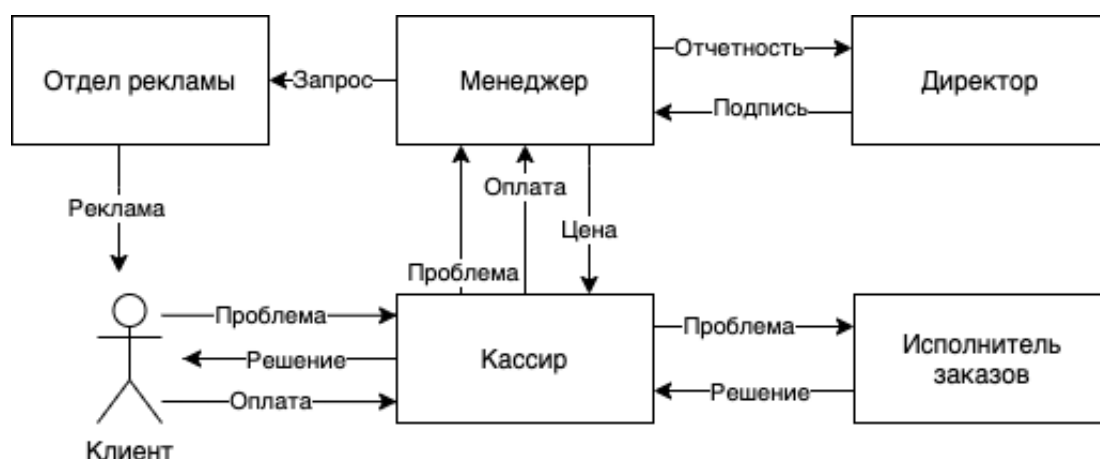 Отдел рекламы
Запрос
Менеджер
Отчетность
Директор
Подпись
Реклама
Оплата
Цена
Проблема
Проблема
Решение
Оплата
Клиент
Кассир
Проблема
Решение
Исполнитель
заказов